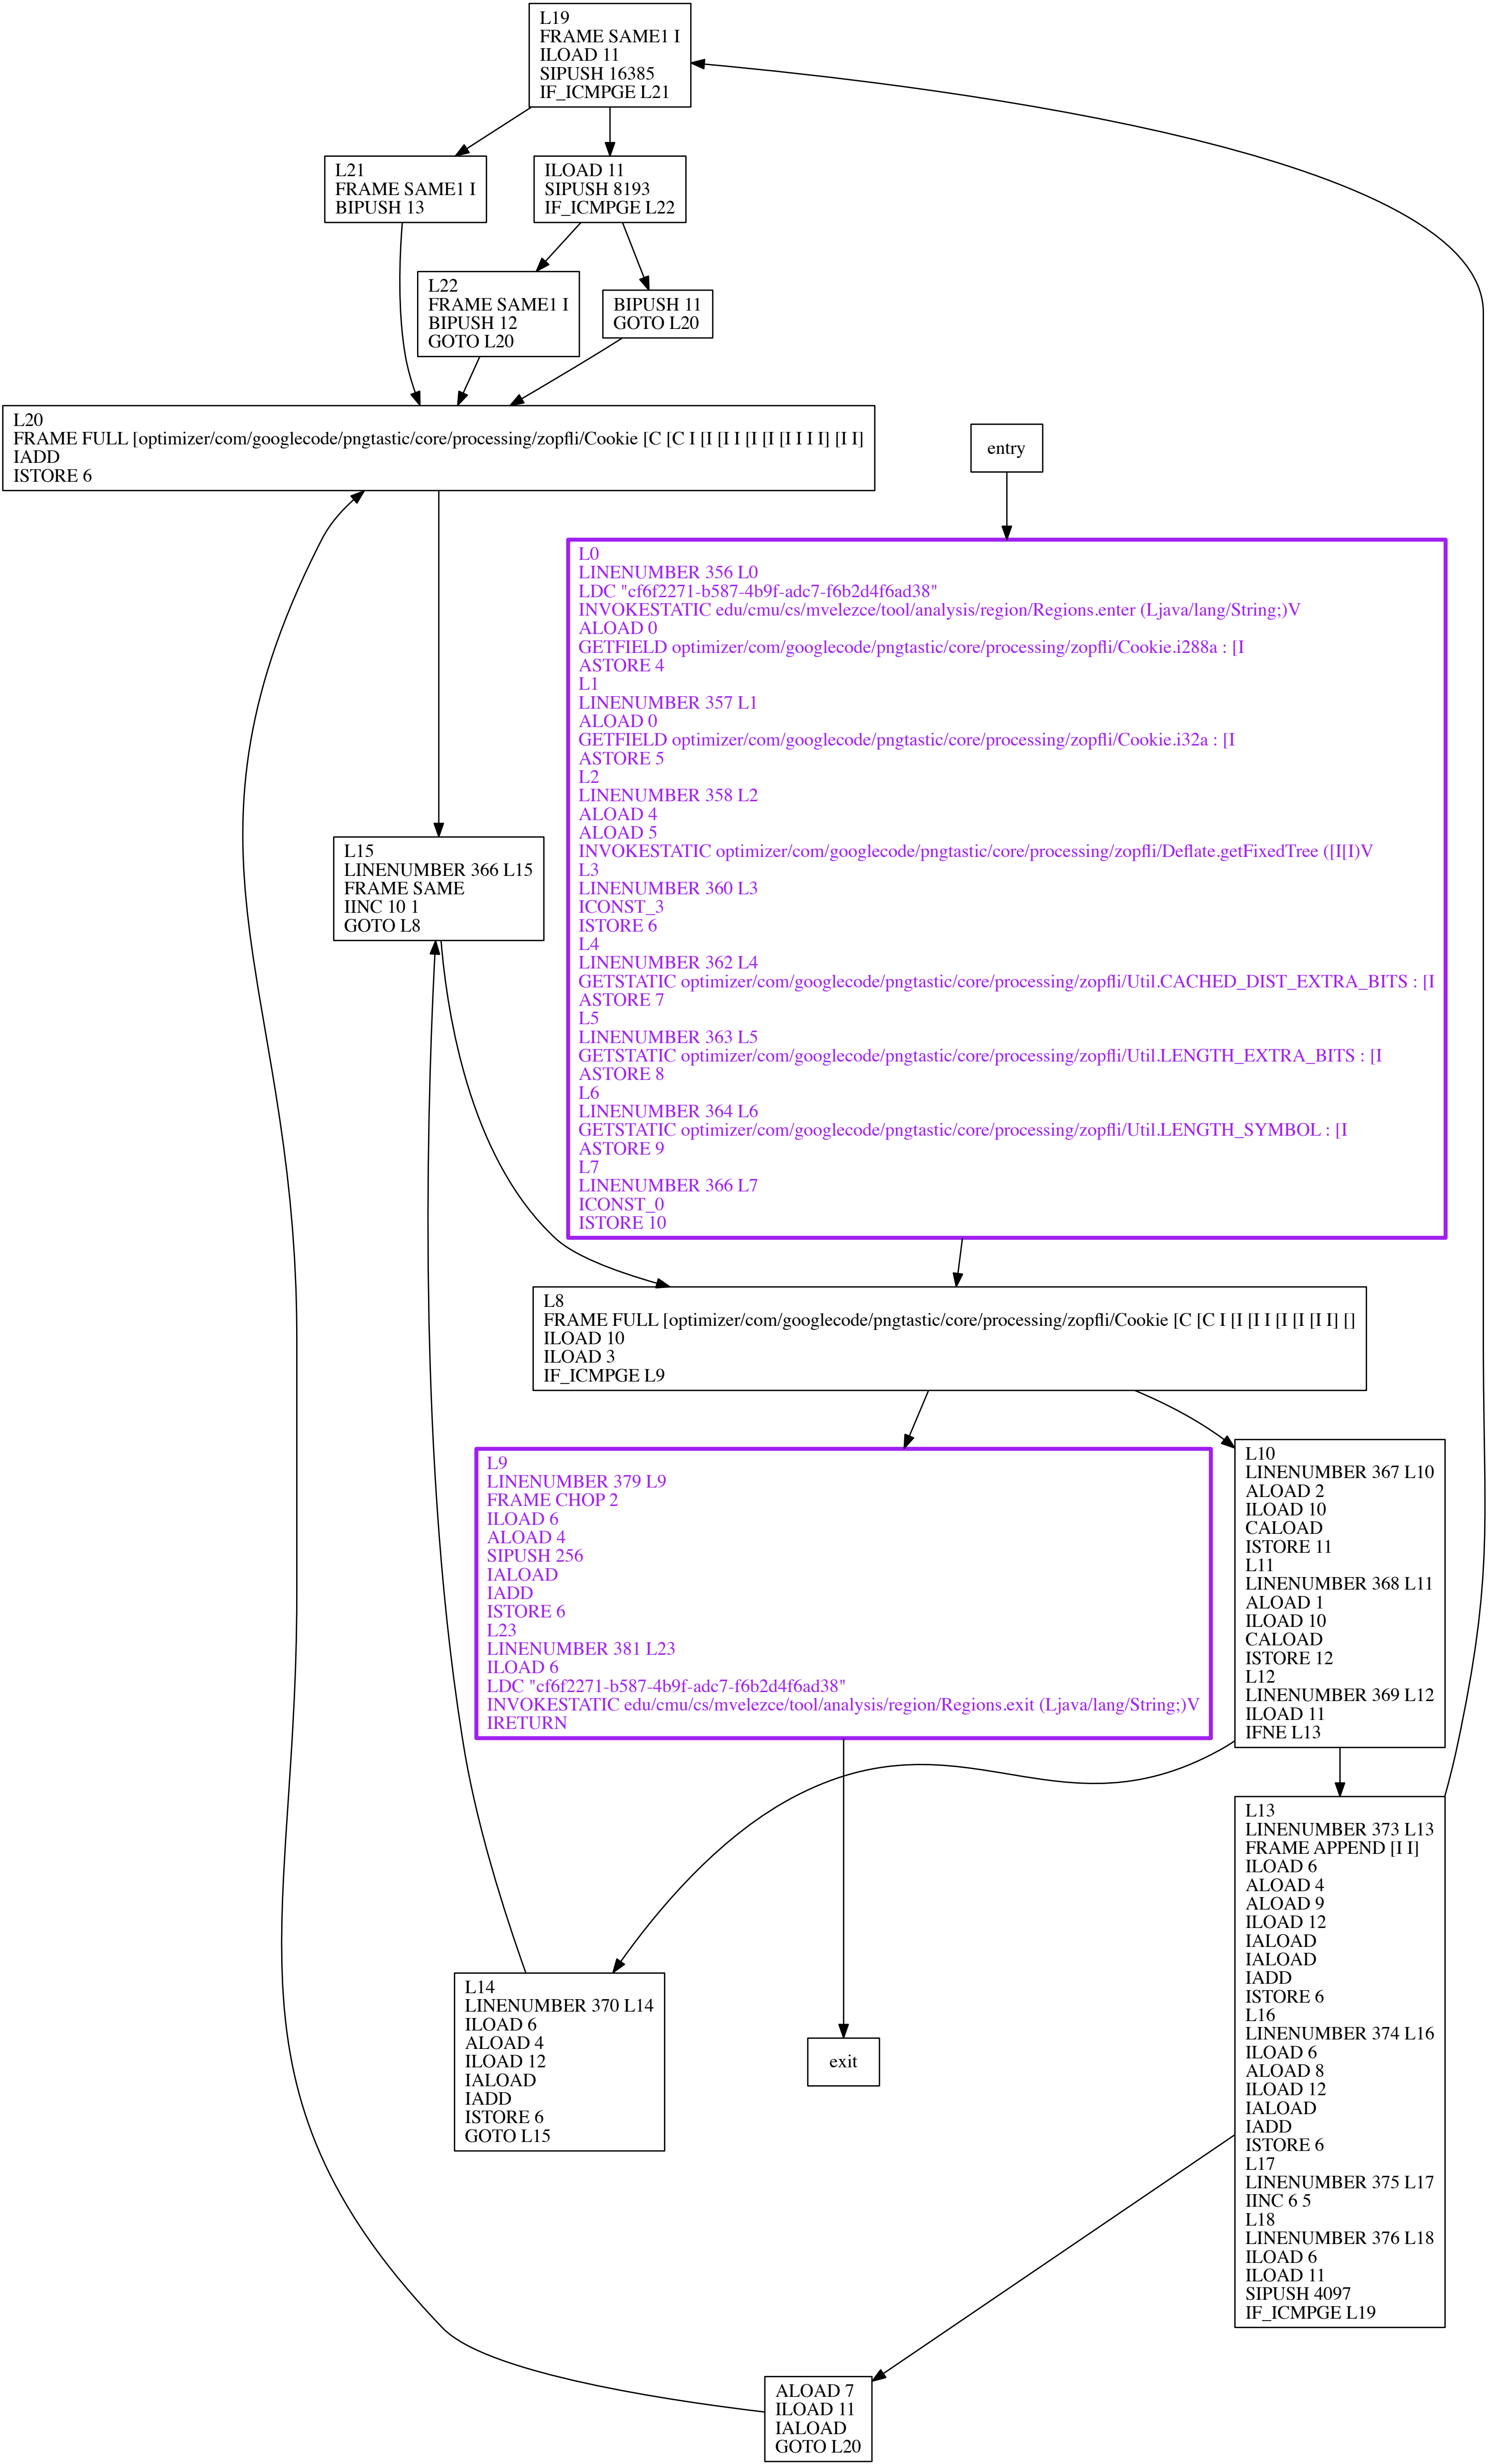 L19
FRAME SAME1 I
ILOAD 11
SIPUSH 16385
IF_ICMPGE L21
L21
FRAME SAME1 I
BIPUSH 13
ILOAD 11
SIPUSH 8193
IF_ICMPGE L22
L22
FRAME SAME1 I
BIPUSH 12
GOTO L20
BIPUSH 11
GOTO L20
L20
FRAME FULL [optimizer/com/googlecode/pngtastic/core/processing/zopfli/Cookie [C [C I [I [I I [I [I [I I I I] [I I]
IADD
ISTORE 6
entry
L0
LINENUMBER 356 L0
LDC "cf6f2271-b587-4b9f-adc7-f6b2d4f6ad38"
INVOKESTATIC edu/cmu/cs/mvelezce/tool/analysis/region/Regions.enter (Ljava/lang/String;)V
ALOAD 0
GETFIELD optimizer/com/googlecode/pngtastic/core/processing/zopfli/Cookie.i288a : [I
ASTORE 4
L1
LINENUMBER 357 L1
ALOAD 0
GETFIELD optimizer/com/googlecode/pngtastic/core/processing/zopfli/Cookie.i32a : [I
ASTORE 5
L2
LINENUMBER 358 L2
ALOAD 4
ALOAD 5
INVOKESTATIC optimizer/com/googlecode/pngtastic/core/processing/zopfli/Deflate.getFixedTree ([I[I)V
L3
LINENUMBER 360 L3
ICONST_3
ISTORE 6
L4
LINENUMBER 362 L4
GETSTATIC optimizer/com/googlecode/pngtastic/core/processing/zopfli/Util.CACHED_DIST_EXTRA_BITS : [I
ASTORE 7
L5
LINENUMBER 363 L5
GETSTATIC optimizer/com/googlecode/pngtastic/core/processing/zopfli/Util.LENGTH_EXTRA_BITS : [I
ASTORE 8
L6
LINENUMBER 364 L6
GETSTATIC optimizer/com/googlecode/pngtastic/core/processing/zopfli/Util.LENGTH_SYMBOL : [I
ASTORE 9
L7
LINENUMBER 366 L7
ICONST_0
ISTORE 10
L15
LINENUMBER 366 L15
FRAME SAME
IINC 10 1
GOTO L8
L8
FRAME FULL [optimizer/com/googlecode/pngtastic/core/processing/zopfli/Cookie [C [C I [I [I I [I [I [I I] []
ILOAD 10
ILOAD 3
IF_ICMPGE L9
L9
LINENUMBER 379 L9
FRAME CHOP 2
ILOAD 6
ALOAD 4
SIPUSH 256
IALOAD
IADD
ISTORE 6
L23
LINENUMBER 381 L23
ILOAD 6
LDC "cf6f2271-b587-4b9f-adc7-f6b2d4f6ad38"
INVOKESTATIC edu/cmu/cs/mvelezce/tool/analysis/region/Regions.exit (Ljava/lang/String;)V
IRETURN
L10
LINENUMBER 367 L10
ALOAD 2
ILOAD 10
CALOAD
ISTORE 11
L11
LINENUMBER 368 L11
ALOAD 1
ILOAD 10
CALOAD
ISTORE 12
L12
LINENUMBER 369 L12
ILOAD 11
IFNE L13
L13
LINENUMBER 373 L13
FRAME APPEND [I I]
ILOAD 6
ALOAD 4
ALOAD 9
ILOAD 12
IALOAD
IALOAD
IADD
ISTORE 6
L16
LINENUMBER 374 L16
ILOAD 6
ALOAD 8
ILOAD 12
IALOAD
IADD
ISTORE 6
L17
LINENUMBER 375 L17
IINC 6 5
L18
LINENUMBER 376 L18
ILOAD 6
ILOAD 11
SIPUSH 4097
IF_ICMPGE L19
L14
LINENUMBER 370 L14
ILOAD 6
ALOAD 4
ILOAD 12
IALOAD
IADD
ISTORE 6
GOTO L15
exit
ALOAD 7
ILOAD 11
IALOAD
GOTO L20